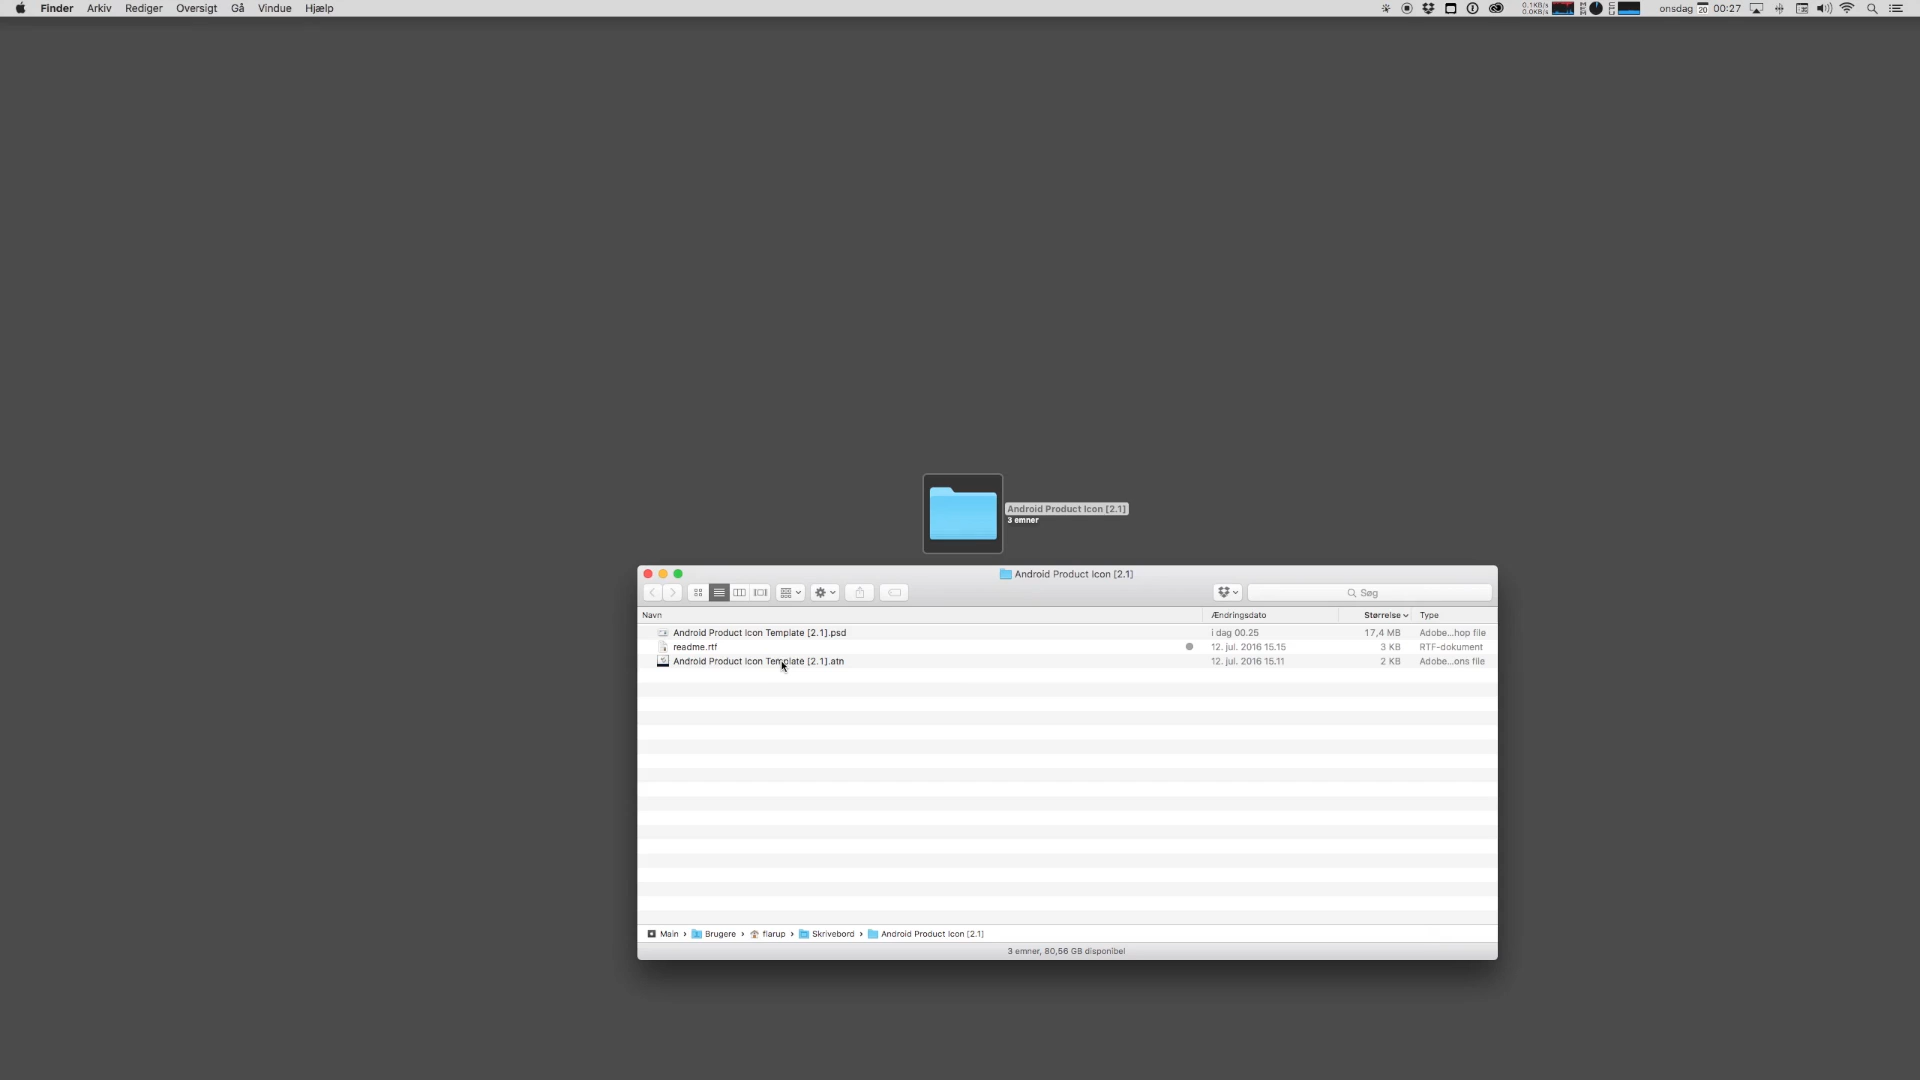 Finder Arkiv Rediger Oversigt Gå Vindue Hjælp 0.1KB/s 0.0KB/s onsdag 20 00:27
Android Product Icon [2.1]
3 emner
Android Product Icon [2.1]
Søg
Navn Ændringsdato Størrelse Type
Android Product Icon Template [2.1].psd i dag 00.25 17,4 MB Adobe...hop file
readme.rtf 12. jul. 2016 15.15 3 KB RTF-dokument
Android Product Icon Template [2.1].atn 12. jul. 2016 15.11 2 KB Adobe...ons file
Main › Brugere › flarup › Skrivebord › Android Product Icon [2.1]
3 emner, 80,56 GB disponibel